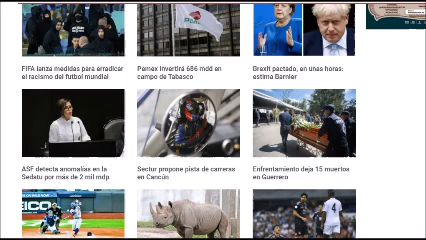 FIFA lanza medidas para erradicar
el racismo del futbol mundial
Pemex invertirá 686 mdd en
campo de Tabasco
Brexit pactado, en unas horas:
estima Barnier
ASF detecta anomalías en la
Sedatu por más de 2 mil mdp
Sectur propone pista de carreras
en Cancún
Enfrentamiento deja 15 muertos
en Guerrero